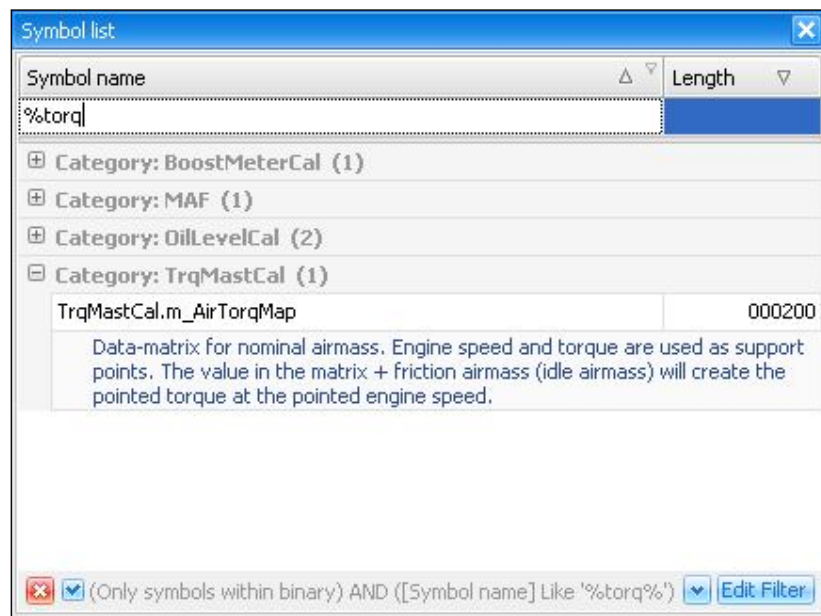 Symbol list
Symbol name Length
%torq
Category: BoostMeterCal (1)
Category: MAF (1)
Category: OilLevelCal (2)
Category: TrqMastCal (1)
TrqMastCal.m_AirTorqMap 000200
Data-matrix for nominal airmass. Engine speed and torque are used as support
points. The value in the matrix + friction airmass (idle airmass) will create the
pointed torque at the pointed engine speed.
(Only symbols within binary) AND ([Symbol name] Like '%torq%') Edit Filter